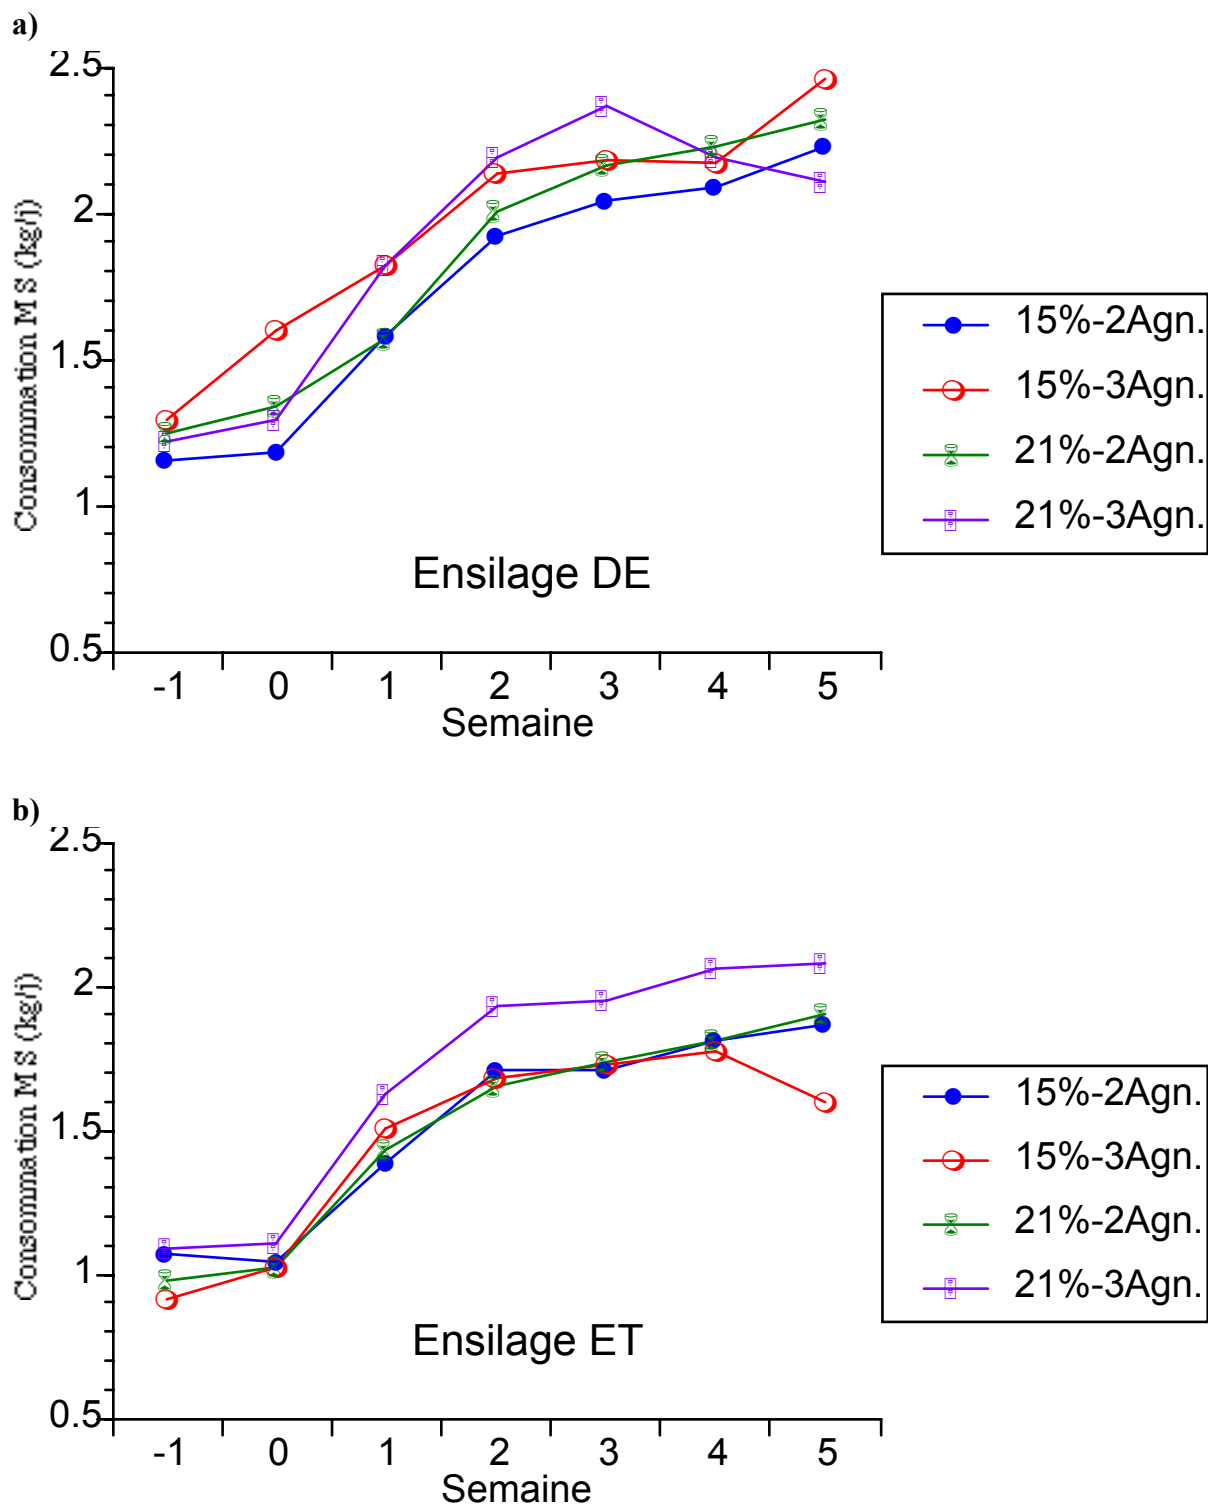 a)
Consommation MS (kg/j)
2.5
2
1.5
1
0.5
-1 0 1 2 3 4 5
Semaine
Ensilage DE
15%-2Agn.
15%-3Agn.
21%-2Agn.
21%-3Agn.
b)
Consommation MS (kg/j)
2.5
2
1.5
1
0.5
-1 0 1 2 3 4 5
Semaine
Ensilage ET
15%-2Agn.
15%-3Agn.
21%-2Agn.
21%-3Agn.